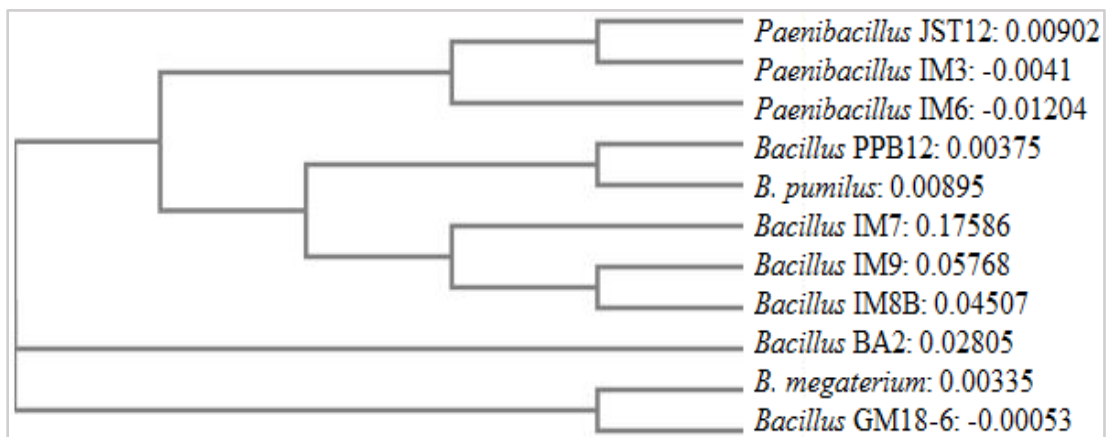 Paenibacillus JST12: 0.00902
Paenibacillus IM3: -0.0041
Paenibacillus IM6: -0.01204
Bacillus PPB12: 0.00375
B. pumilus: 0.00895
Bacillus IM7: 0.17586
Bacillus IM9: 0.05768
Bacillus IM8B: 0.04507
Bacillus BA2: 0.02805
B. megaterium: 0.00335
Bacillus GM18-6: -0.00053